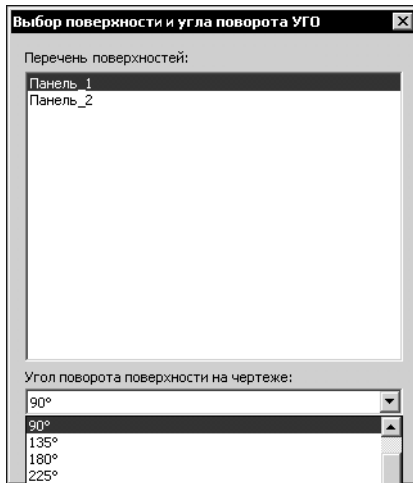 Выбор поверхности и угла поворота УГО
Перечень поверхностей:
Панель_1
Панель_2
Угол поворота поверхности на чертеже:
90°
90°
135°
180°
225°